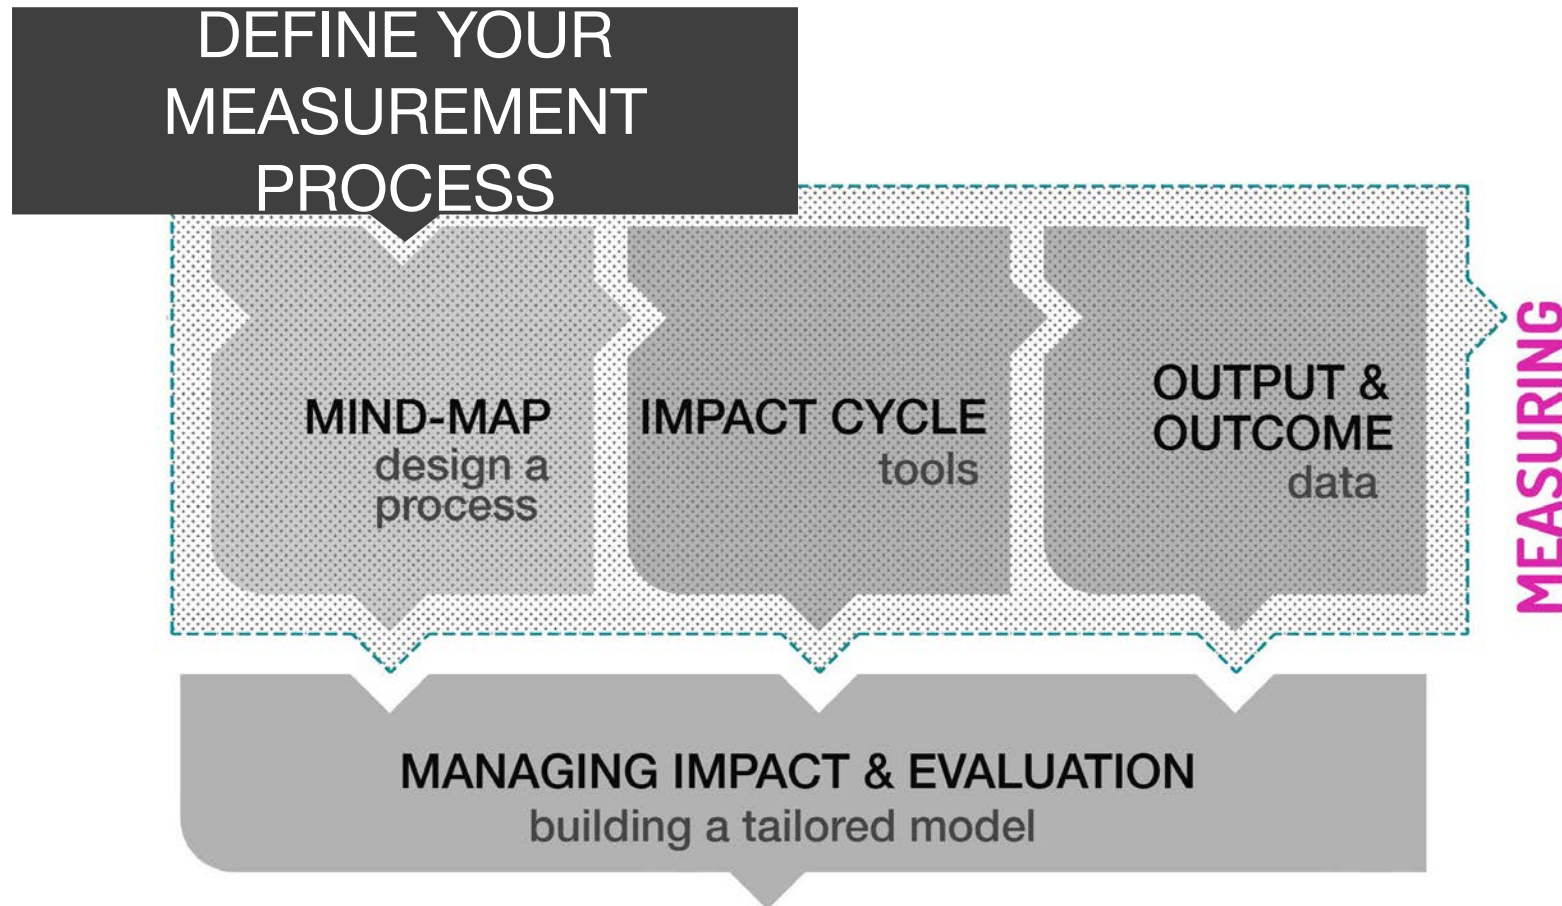 DEFINE YOUR
MEASUREMENT
PROCESS
MIND-MAP
design a
process
IMPACT CYCLE
tools
OUTPUT &
OUTCOME
data
MEASURING
MANAGING IMPACT & EVALUATION
building a tailored model